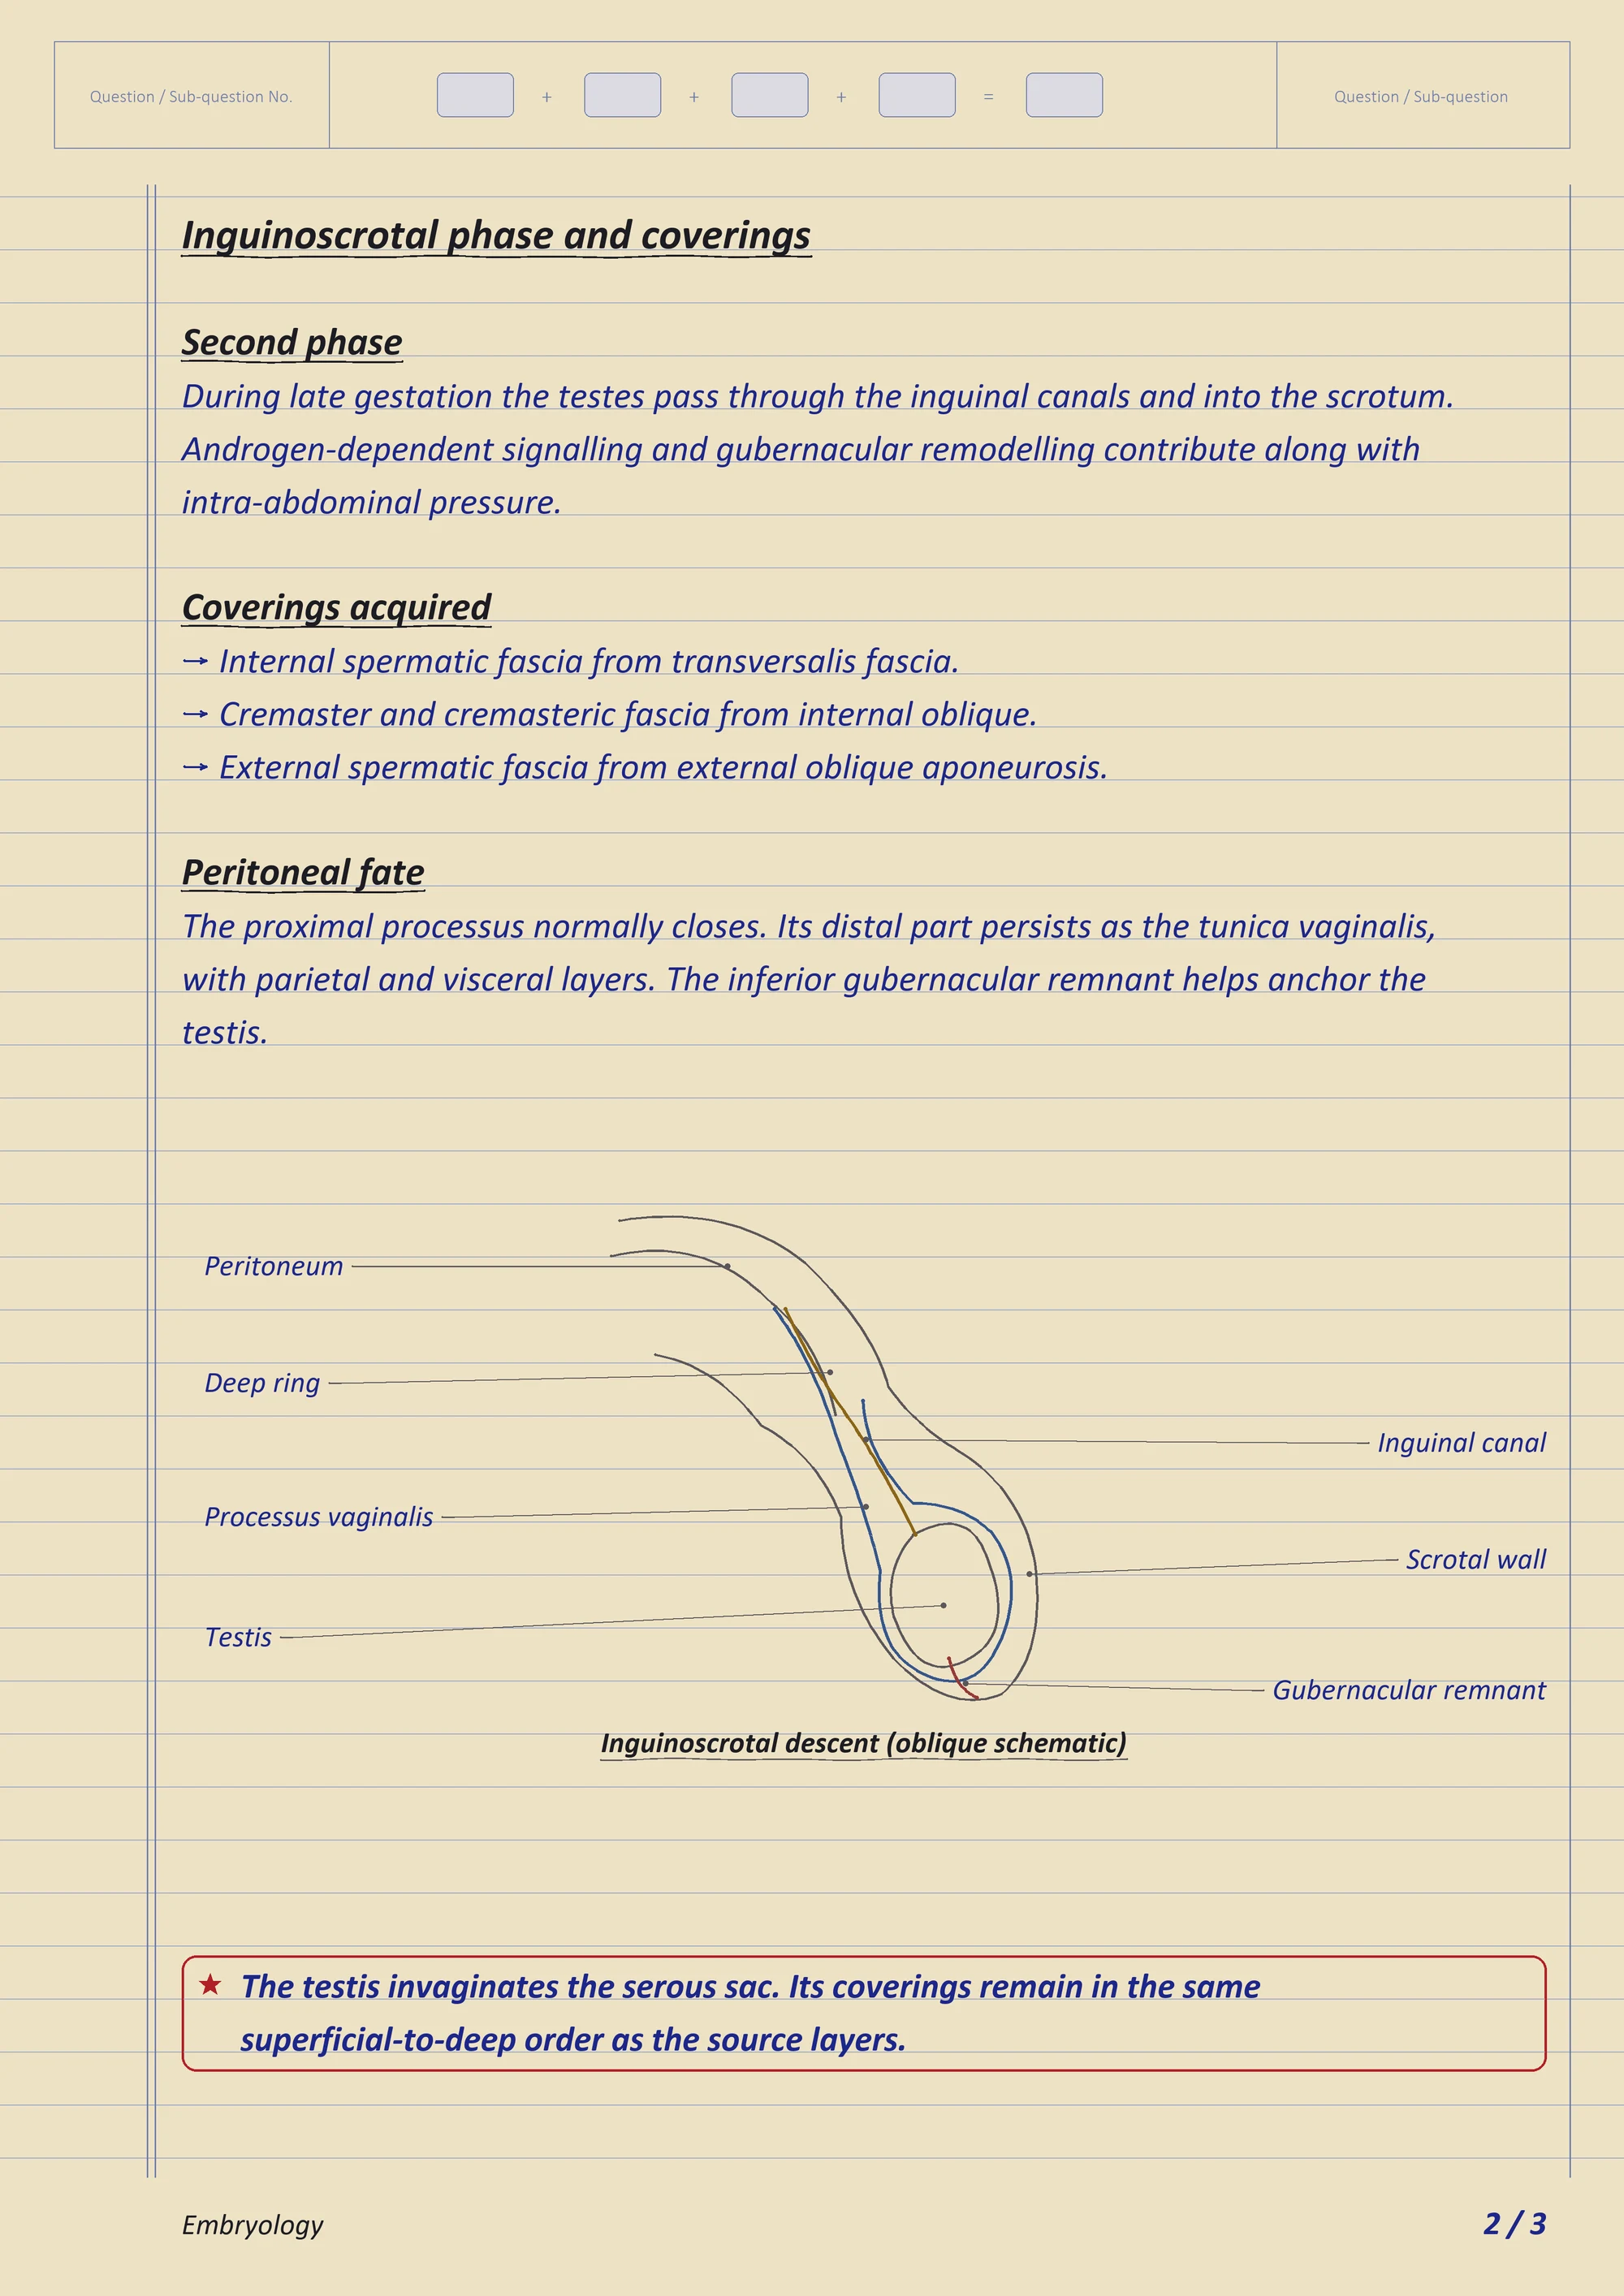 Question / Sub-question No.
+ + + =
Question / Sub-question
Inguinoscrotal phase and coverings
Second phase
During late gestation the testes pass through the inguinal canals and into the scrotum.
Androgen-dependent signalling and gubernacular remodelling contribute along with
intra-abdominal pressure.
Coverings acquired
→ Internal spermatic fascia from transversalis fascia.
→ Cremaster and cremasteric fascia from internal oblique.
→ External spermatic fascia from external oblique aponeurosis.
Peritoneal fate
The proximal processus normally closes. Its distal part persists as the tunica vaginalis,
with parietal and visceral layers. The inferior gubernacular remnant helps anchor the
testis.
Peritoneum
Deep ring
Inguinal canal
Processus vaginalis
Scrotal wall
Testis
Gubernacular remnant
Inguinoscrotal descent (oblique schematic)
★ The testis invaginates the serous sac. Its coverings remain in the same
superficial-to-deep order as the source layers.
Embryology
2 / 3